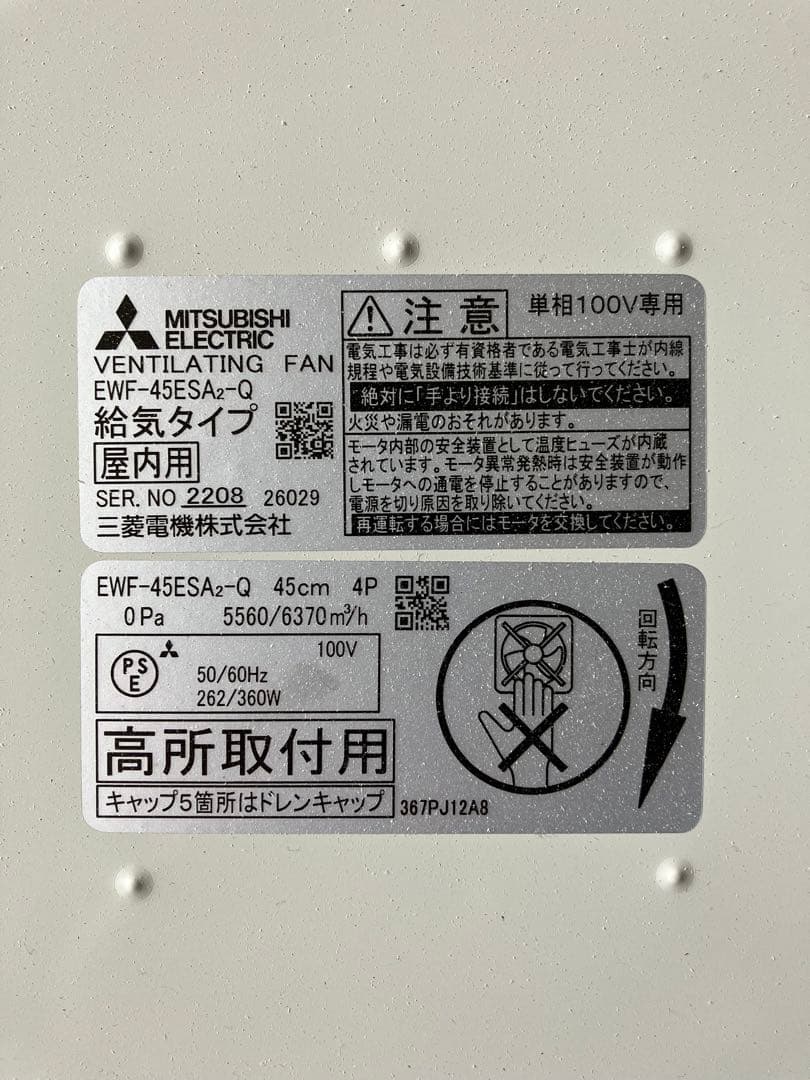 MITSUBISHI
ELECTRIC
VENTILATING FAN
EWF-45ESA₂-Q
給気タイプ
屋内用
SER. NO 2208 26029
三菱電機株式会社
注意 単相100V専用
電気工事は必ず有資格者である電気工事士が内線
規程や電気設備技術基準に従って行ってください。
絶対に「手より接続」はしないでください。
火災や漏電のおそれがあります。
モータ内部の安全装置として温度ヒューズが内蔵
されています。モータ異常発熱時は安全装置が動作
しモータへの通電を停止することがありますので、
電源を切り原因を取り除いてください。
再運転する場合にはモータを交換してください。
EWF-45ESA₂-Q 45cm 4P
0Pa 5560/6370m³/h
PSE 100V
50/60Hz
262/360W
高所取付用
キャップ5箇所はドレンキャップ
367PJ12A8
回転方向